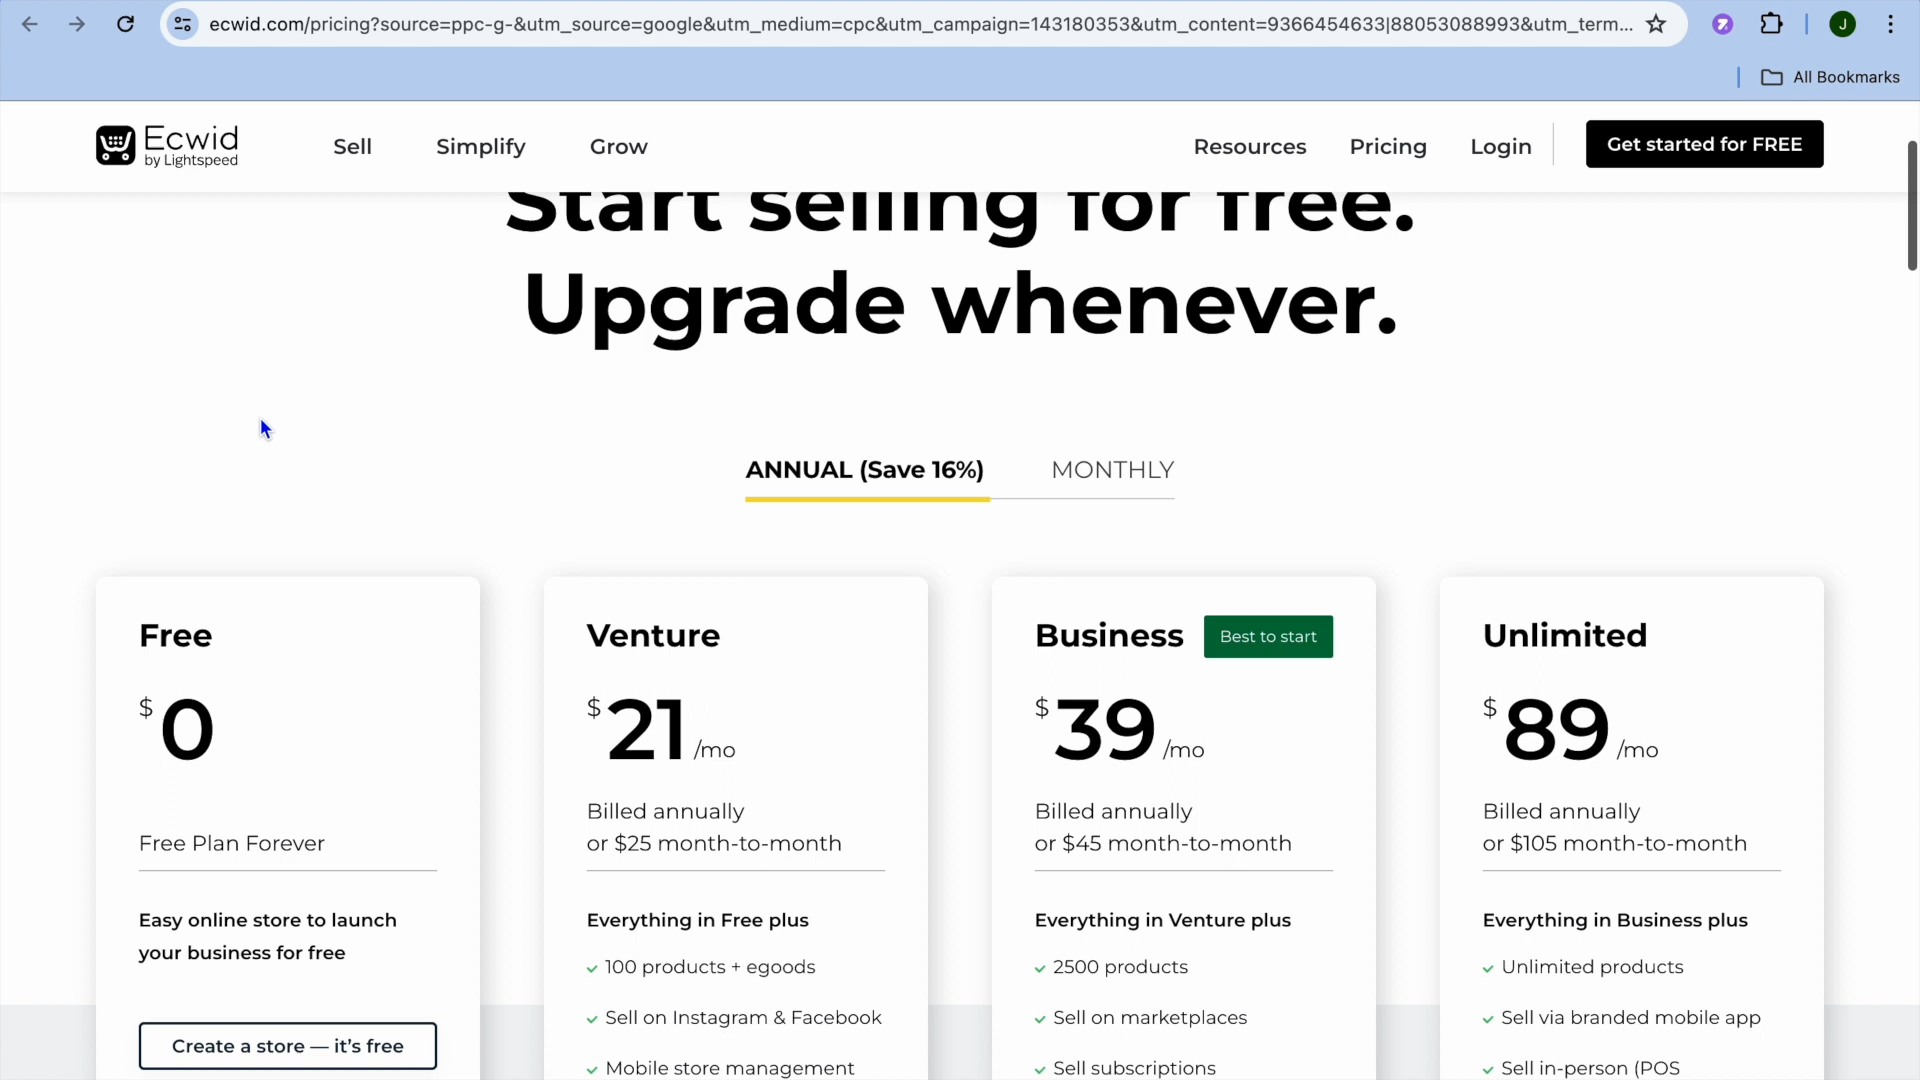 ecwid.com/pricing?source=ppc-g-&utm_source=google&utm_medium=cpc&utm_campaign=143180353&utm_content=9366454633|88053088993&utm_term...
J
All Bookmarks
Ecwid
by Lightspeed
Sell
Simplify
Grow
Resources
Pricing
Login
Get started for FREE
Start selling for free.
Upgrade whenever.
ANNUAL (Save 16%)
MONTHLY
Free
$0
Free Plan Forever
Easy online store to launch
your business for free
Create a store — it's free
Venture
$21 /mo
Billed annually
or $25 month-to-month
Everything in Free plus
100 products + egoods
Sell on Instagram & Facebook
Mobile store management
Business
Best to start
$39 /mo
Billed annually
or $45 month-to-month
Everything in Venture plus
2500 products
Sell on marketplaces
Sell subscriptions
Unlimited
$89 /mo
Billed annually
or $105 month-to-month
Everything in Business plus
Unlimited products
Sell via branded mobile app
Sell in-person (POS